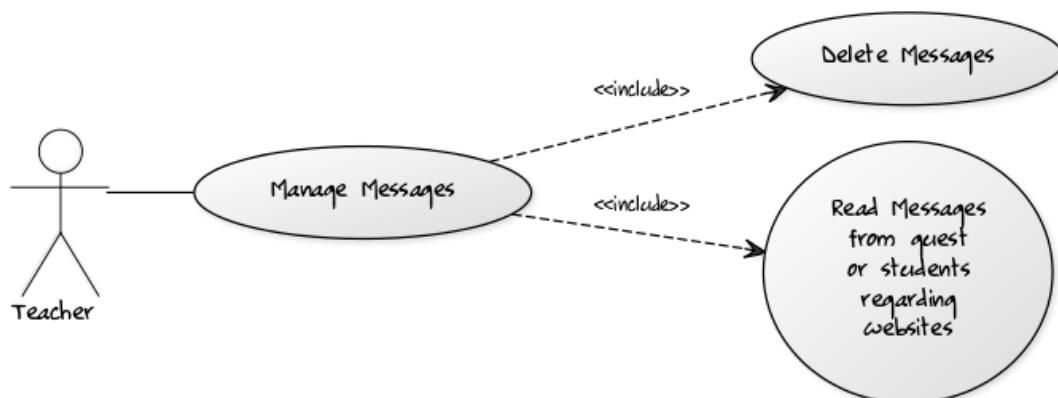 Delete Messages
<<include>>
Manage Messages
<<include>>
Read Messages
from guest
or students
regarding
websites
Teacher